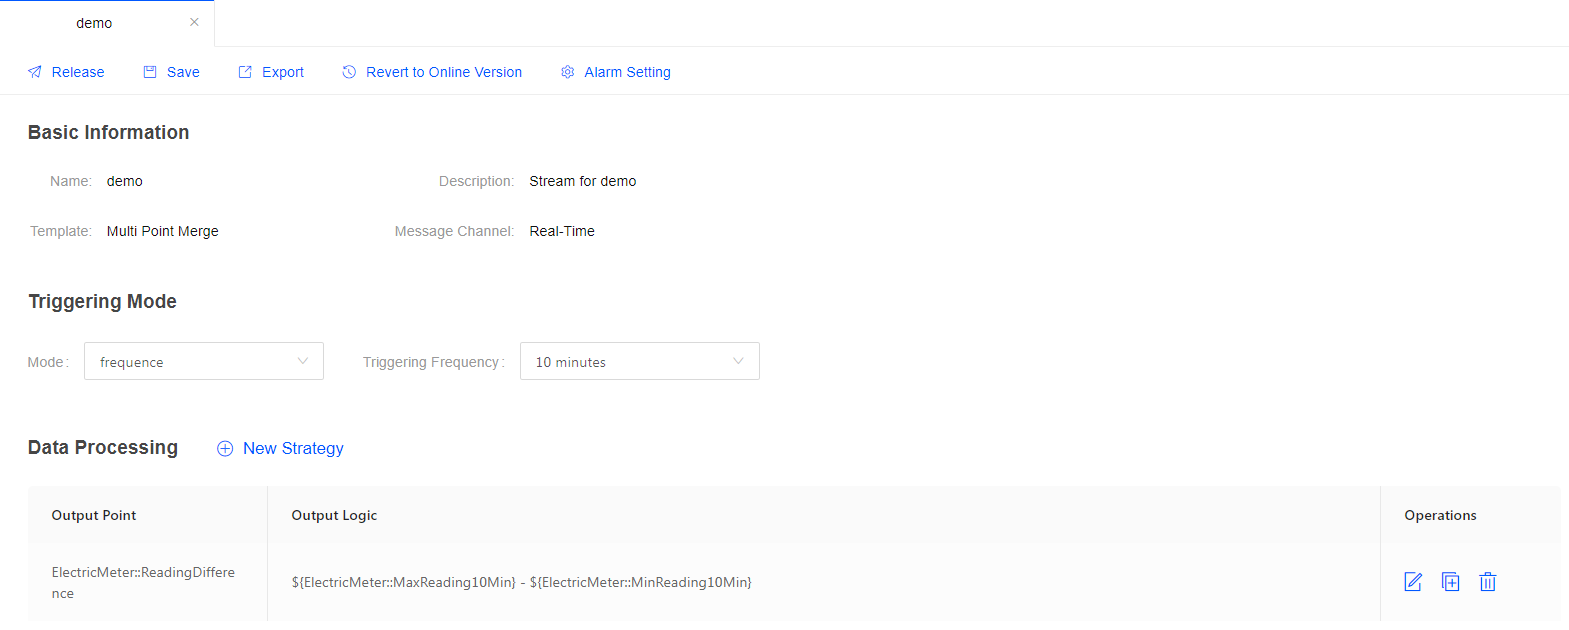 demo
Release Save Export Revert to Online Version Alarm Setting
Basic Information
Name: demo Description: Stream for demo
Template: Multi Point Merge Message Channel: Real-Time
Triggering Mode
Mode: frequence Triggering Frequency: 10 minutes
Data Processing New Strategy
Output Point Output Logic Operations
ElectricMeter::ReadingDiffere
nce
${ElectricMeter::MaxReading10Min} - ${ElectricMeter::MinReading10Min}